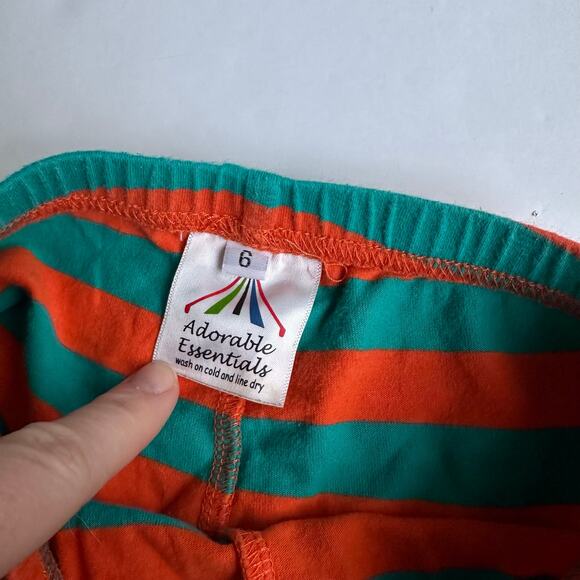 6
Adorable
Essentials
wash on cold and line dry